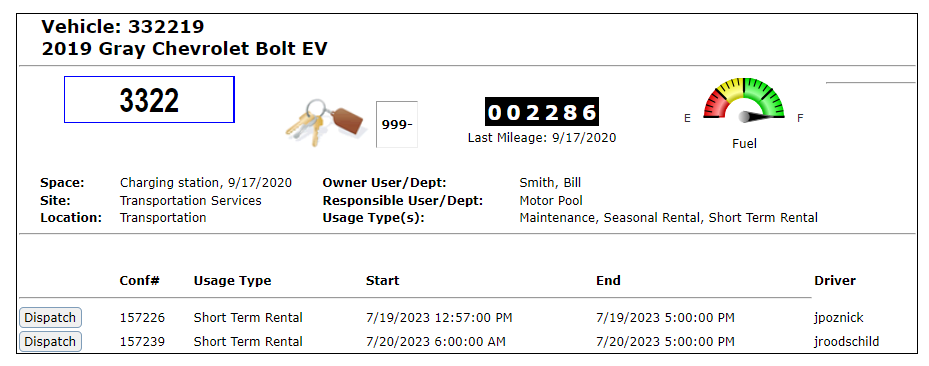 Vehicle: 332219
2019 Gray Chevrolet Bolt EV
3322
999-
002286
Last Mileage: 9/17/2020
E F
Fuel
Space: Charging station, 9/17/2020 Owner User/Dept: Smith, Bill
Site: Transportation Services Responsible User/Dept: Motor Pool
Location: Transportation Usage Type(s): Maintenance, Seasonal Rental, Short Term Rental
Conf# Usage Type Start End Driver
Dispatch 157226 Short Term Rental 7/19/2023 12:57:00 PM 7/19/2023 5:00:00 PM jpoznick
Dispatch 157239 Short Term Rental 7/20/2023 6:00:00 AM 7/20/2023 5:00:00 PM jroodschild